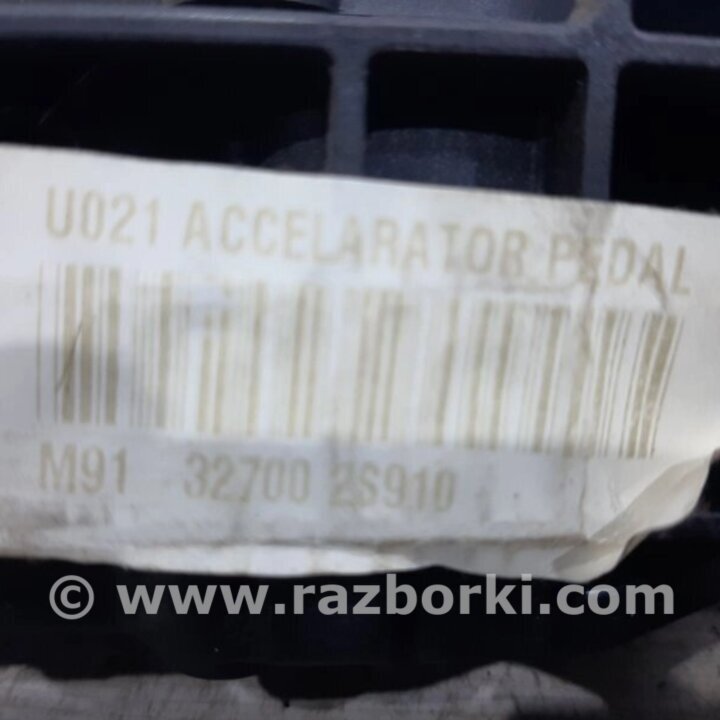 U021 ACCELARATOR PEDAL
M91 32700 2S910
© www.razborki.com